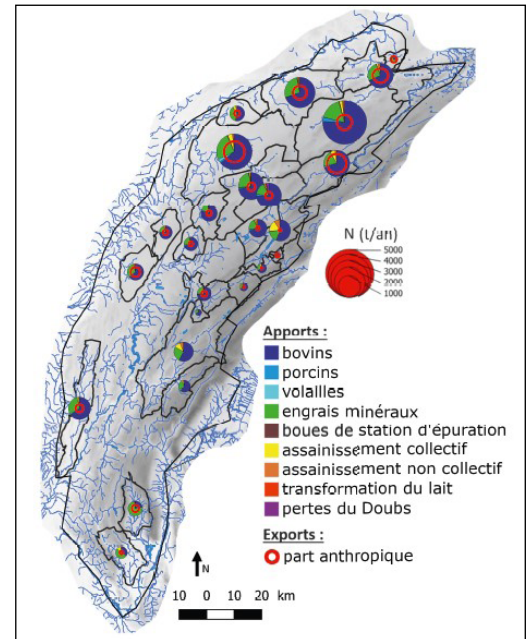 N (t/an)
5000
4000
3000
2000
1000
Apports :
bovins
porcins
volailles
engrais minéraux
boues de station d'épuration
assainissement collectif
assainissement non collectif
transformation du lait
pertes du Doubs
Exports :
part anthropique
N
10 0 10 20 km